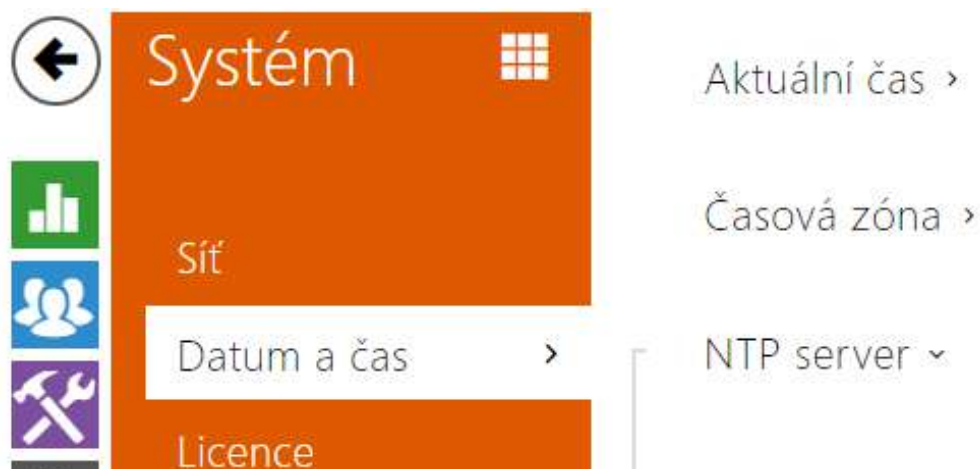 Systém
Síť
Datum a čas
Licence
Aktuální čas
Časová zóna
NTP server